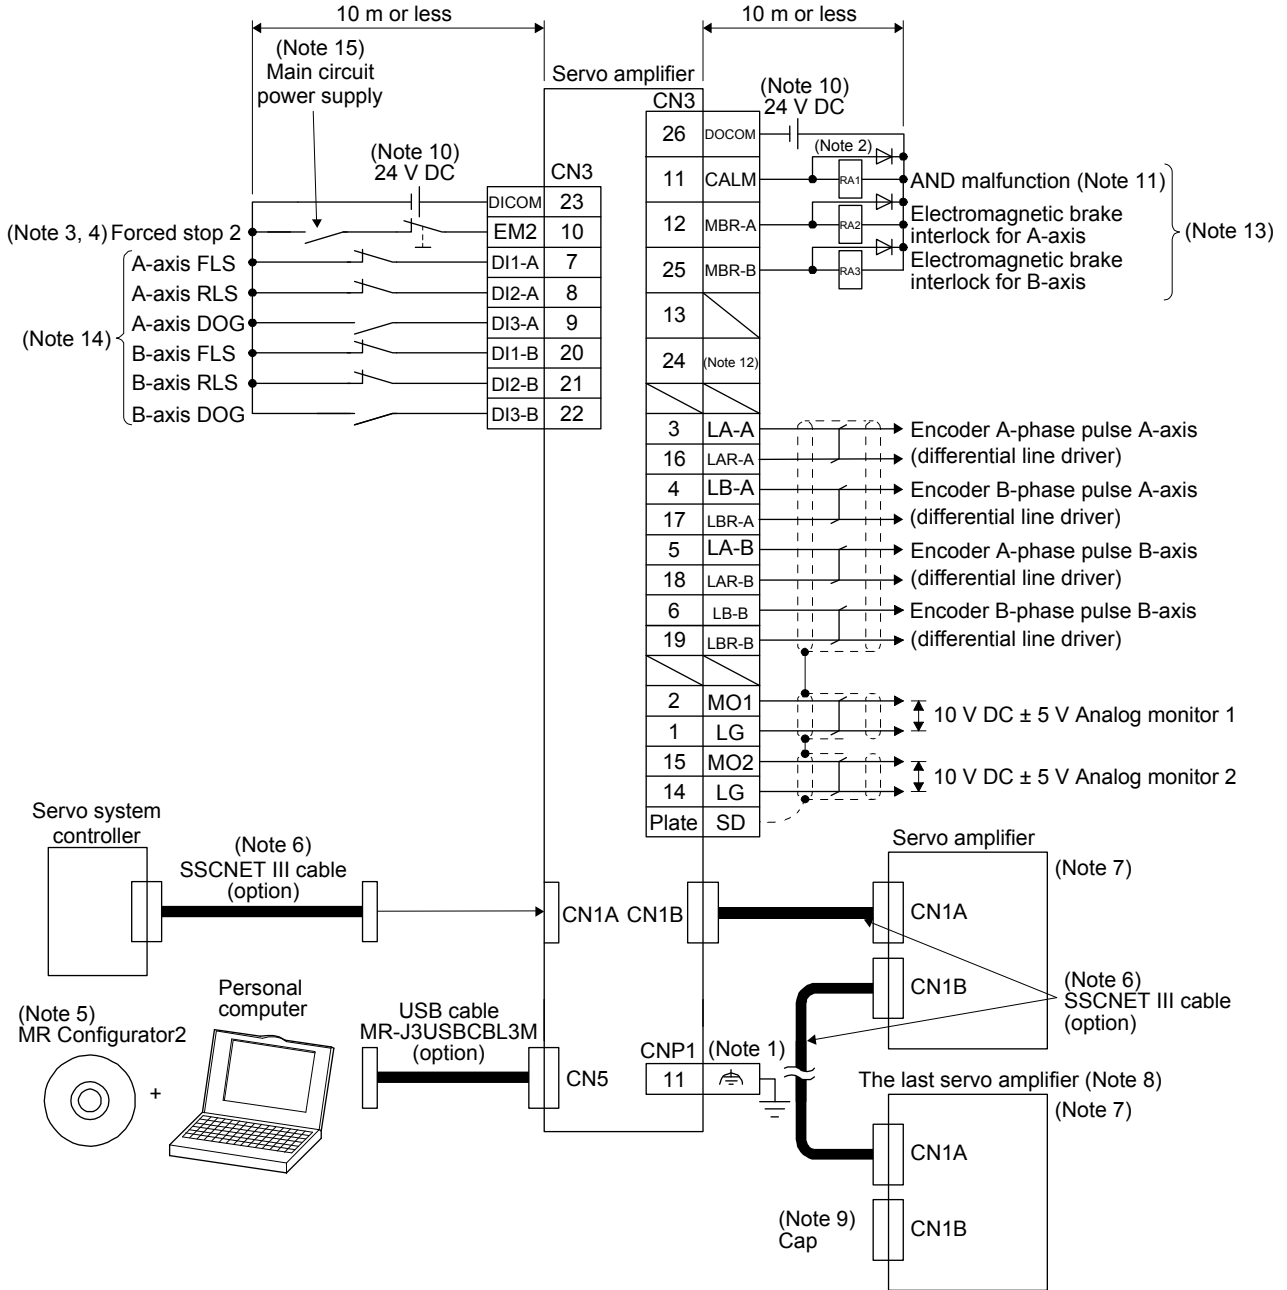 10 m or less
10 m or less
(Note 15)
Main circuit
power supply
Servo amplifier
(Note 10)
24 V DC
CN3
DICOM 23
(Note 3, 4) Forced stop 2
EM2 10
A-axis FLS
DI1-A 7
A-axis RLS
DI2-A 8
A-axis DOG
DI3-A 9
(Note 14)
B-axis FLS
DI1-B 20
B-axis RLS
DI2-B 21
B-axis DOG
DI3-B 22
CN3
(Note 10)
24 V DC
26 DOCOM
(Note 2)
11 CALM
RA1
AND malfunction (Note 11)
12 MBR-A
RA2
Electromagnetic brake
interlock for A-axis
(Note 13)
25 MBR-B
RA3
Electromagnetic brake
interlock for B-axis
13
24 (Note 12)
3 LA-A
Encoder A-phase pulse A-axis
16 LAR-A
(differential line driver)
4 LB-A
Encoder B-phase pulse A-axis
17 LBR-A
(differential line driver)
5 LA-B
Encoder A-phase pulse B-axis
18 LAR-B
(differential line driver)
6 LB-B
Encoder B-phase pulse B-axis
19 LBR-B
(differential line driver)
2 MO1
10 V DC ± 5 V Analog monitor 1
1 LG
15 MO2
10 V DC ± 5 V Analog monitor 2
14 LG
Plate SD
Servo system
controller
(Note 6)
SSCNET III cable
(option)
CN1A CN1B
Servo amplifier
(Note 7)
CN1A
CN1B
(Note 6)
SSCNET III cable
(option)
(Note 5)
MR Configurator2
+
Personal
computer
USB cable
MR-J3USBCBL3M
(option)
CN5
CNP1 (Note 1)
11
The last servo amplifier (Note 8)
(Note 7)
CN1A
(Note 9)
Cap
CN1B